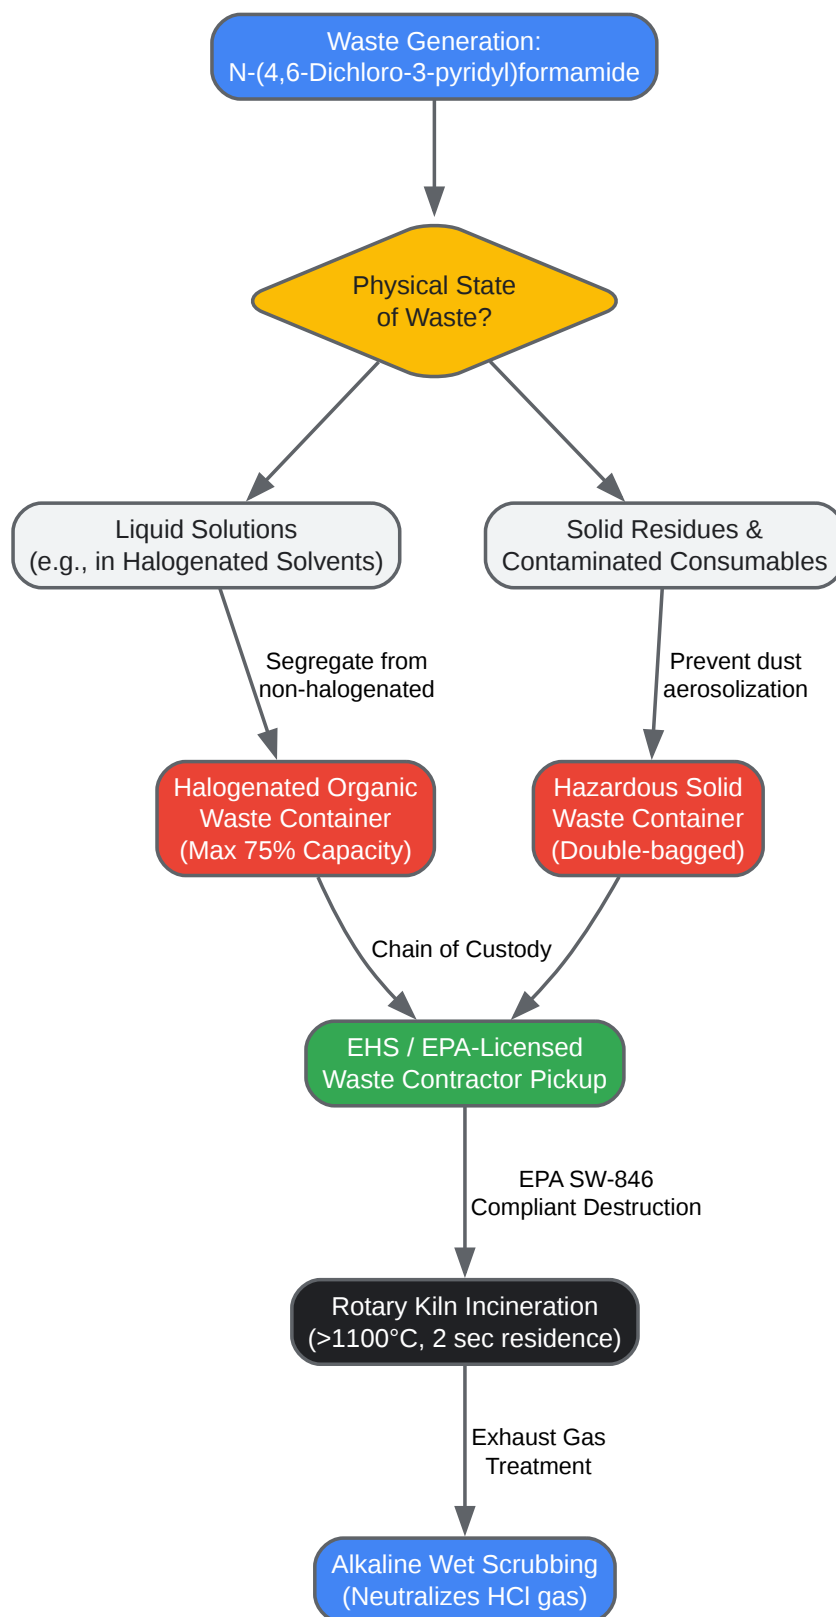 Waste Generation:
N-(4,6-Dichloro-3-pyridyl)formamide
Physical State
of Waste?
Liquid Solutions
(e.g., in Halogenated Solvents)
Solid Residues &
Contaminated Consumables
Segregate from
non-halogenated
Prevent dust
aerosolization
Halogenated Organic
Waste Container
(Max 75% Capacity)
Hazardous Solid
Waste Container
(Double-bagged)
Chain of Custody
EHS / EPA-Licensed
Waste Contractor Pickup
EPA SW-846
Compliant Destruction
Rotary Kiln Incineration
(>1100°C, 2 sec residence)
Exhaust Gas
Treatment
Alkaline Wet Scrubbing
(Neutralizes HCl gas)